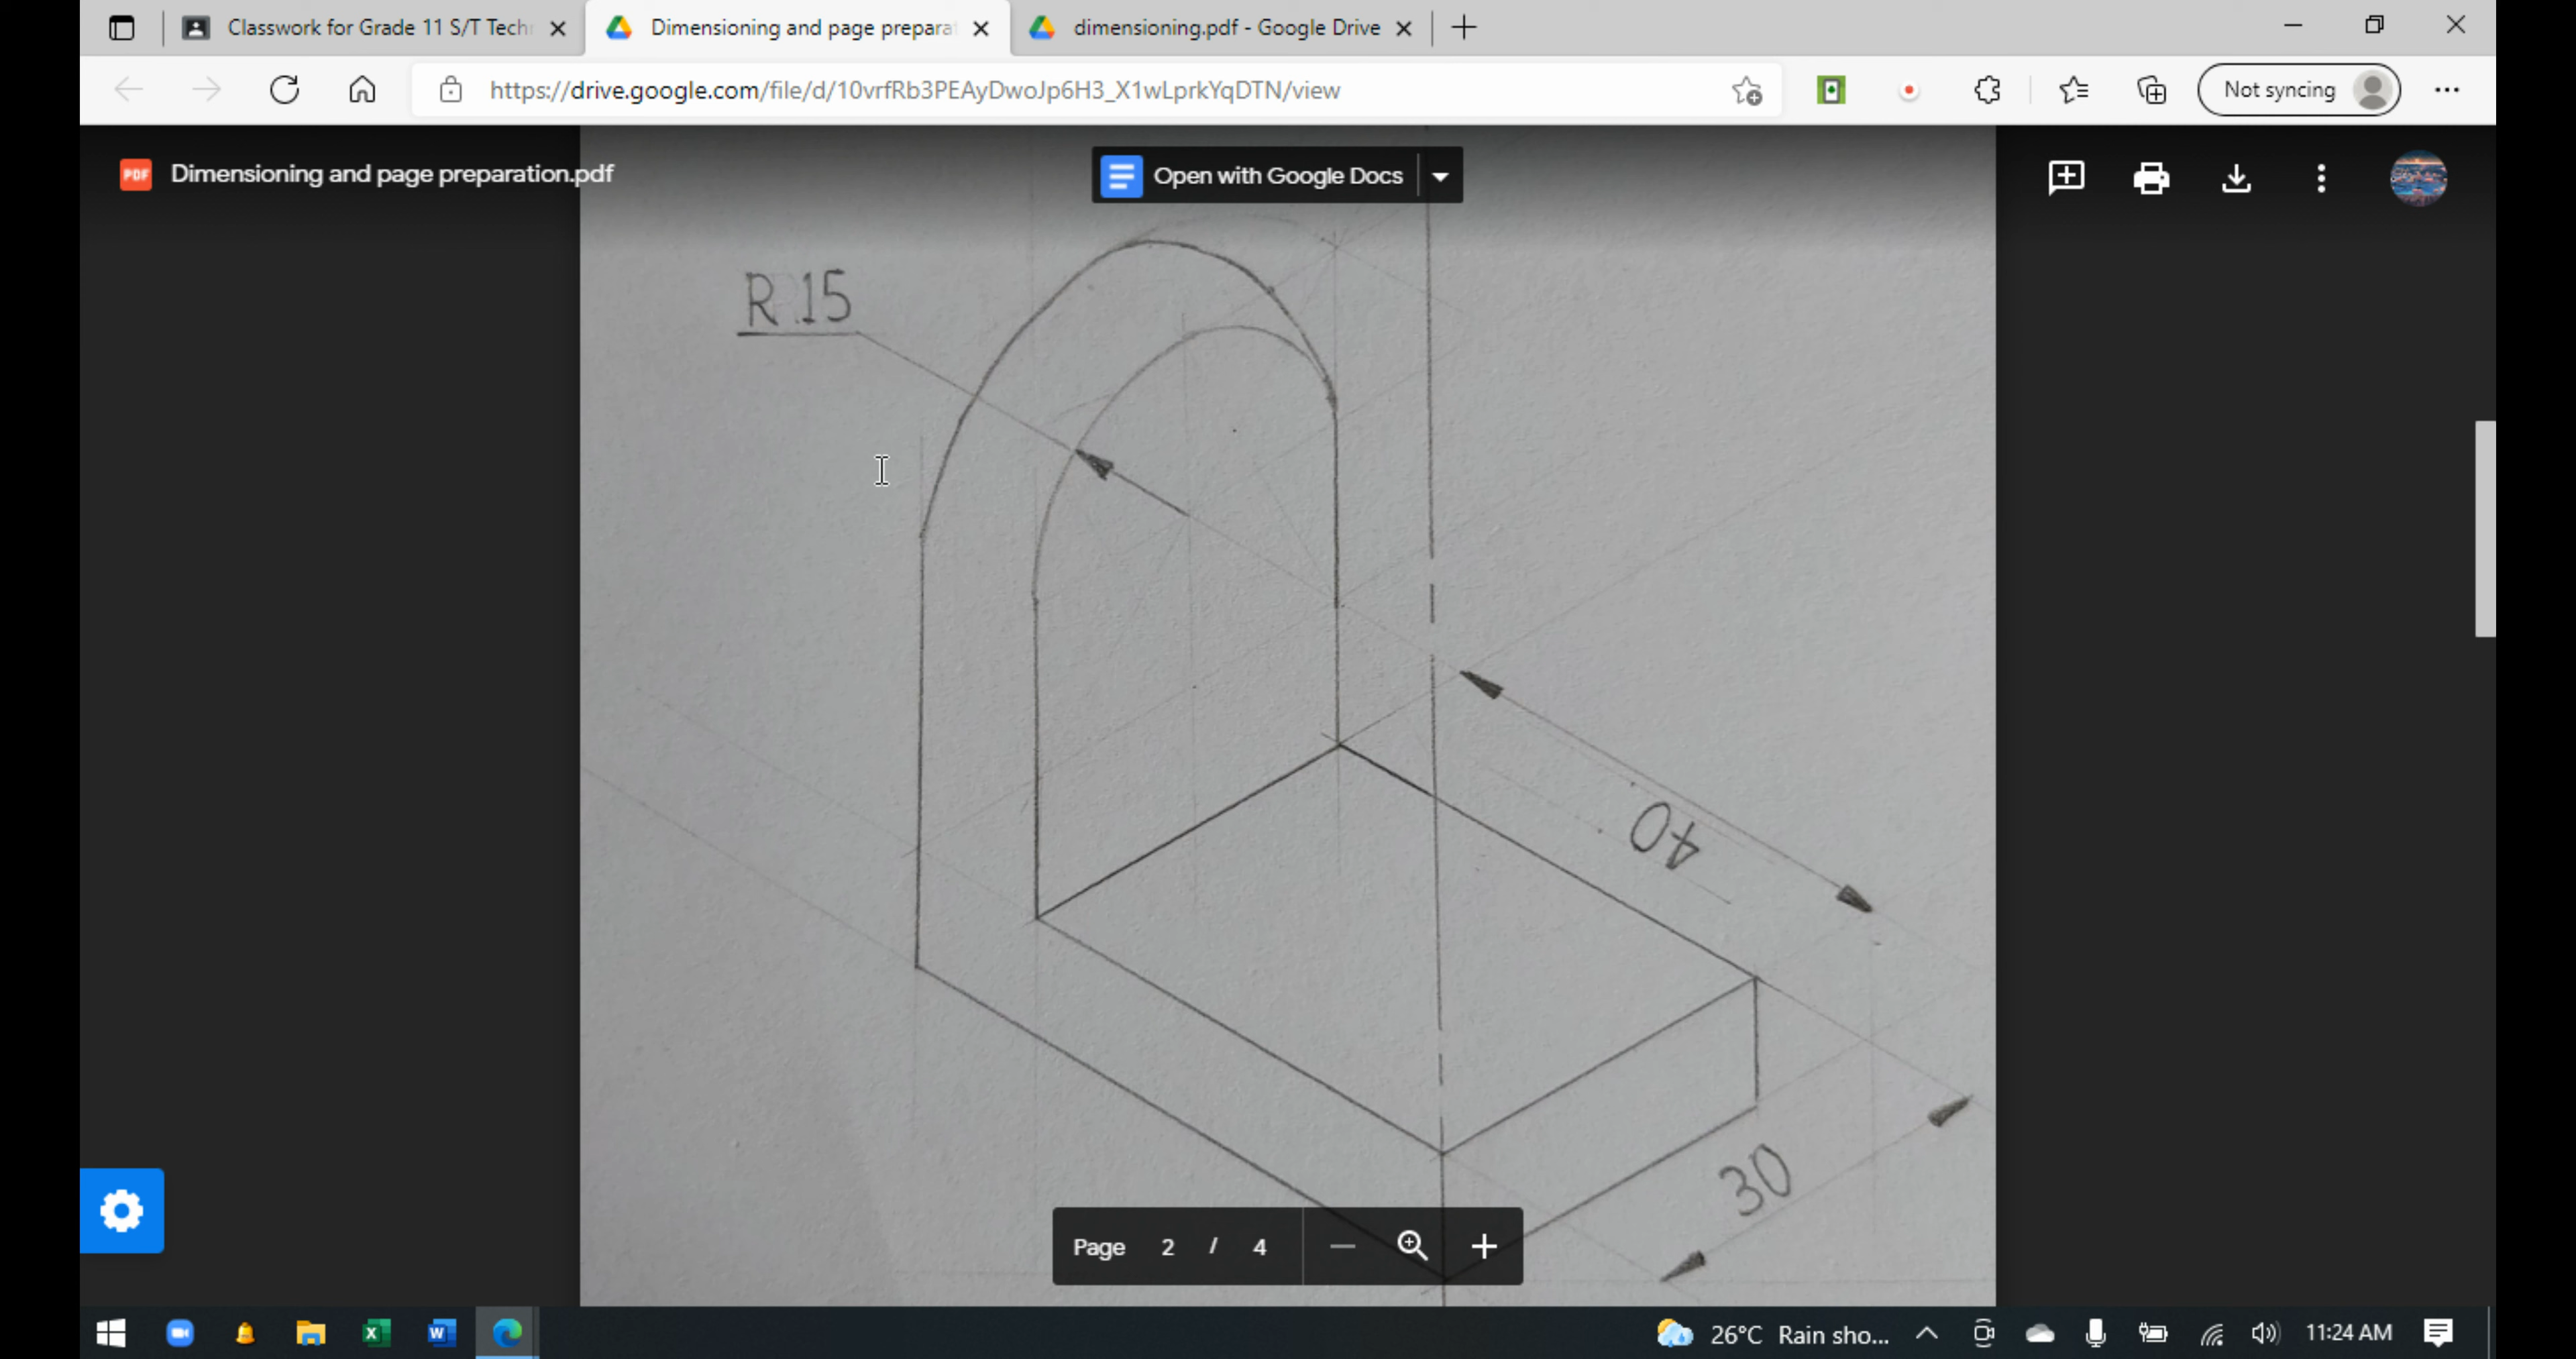 Classwork for Grade 11 S/T Tech
Dimensioning and page prepara
dimensioning.pdf - Google Drive
https://drive.google.com/file/d/10vrfRb3PEAyDwoJp6H3_X1wLprkYqDTN/view
Not syncing
PDF
Dimensioning and page preparation.pdf
Open with Google Docs
R.15
40
30
Page 2 / 4
26°C Rain sho...
11:24 AM